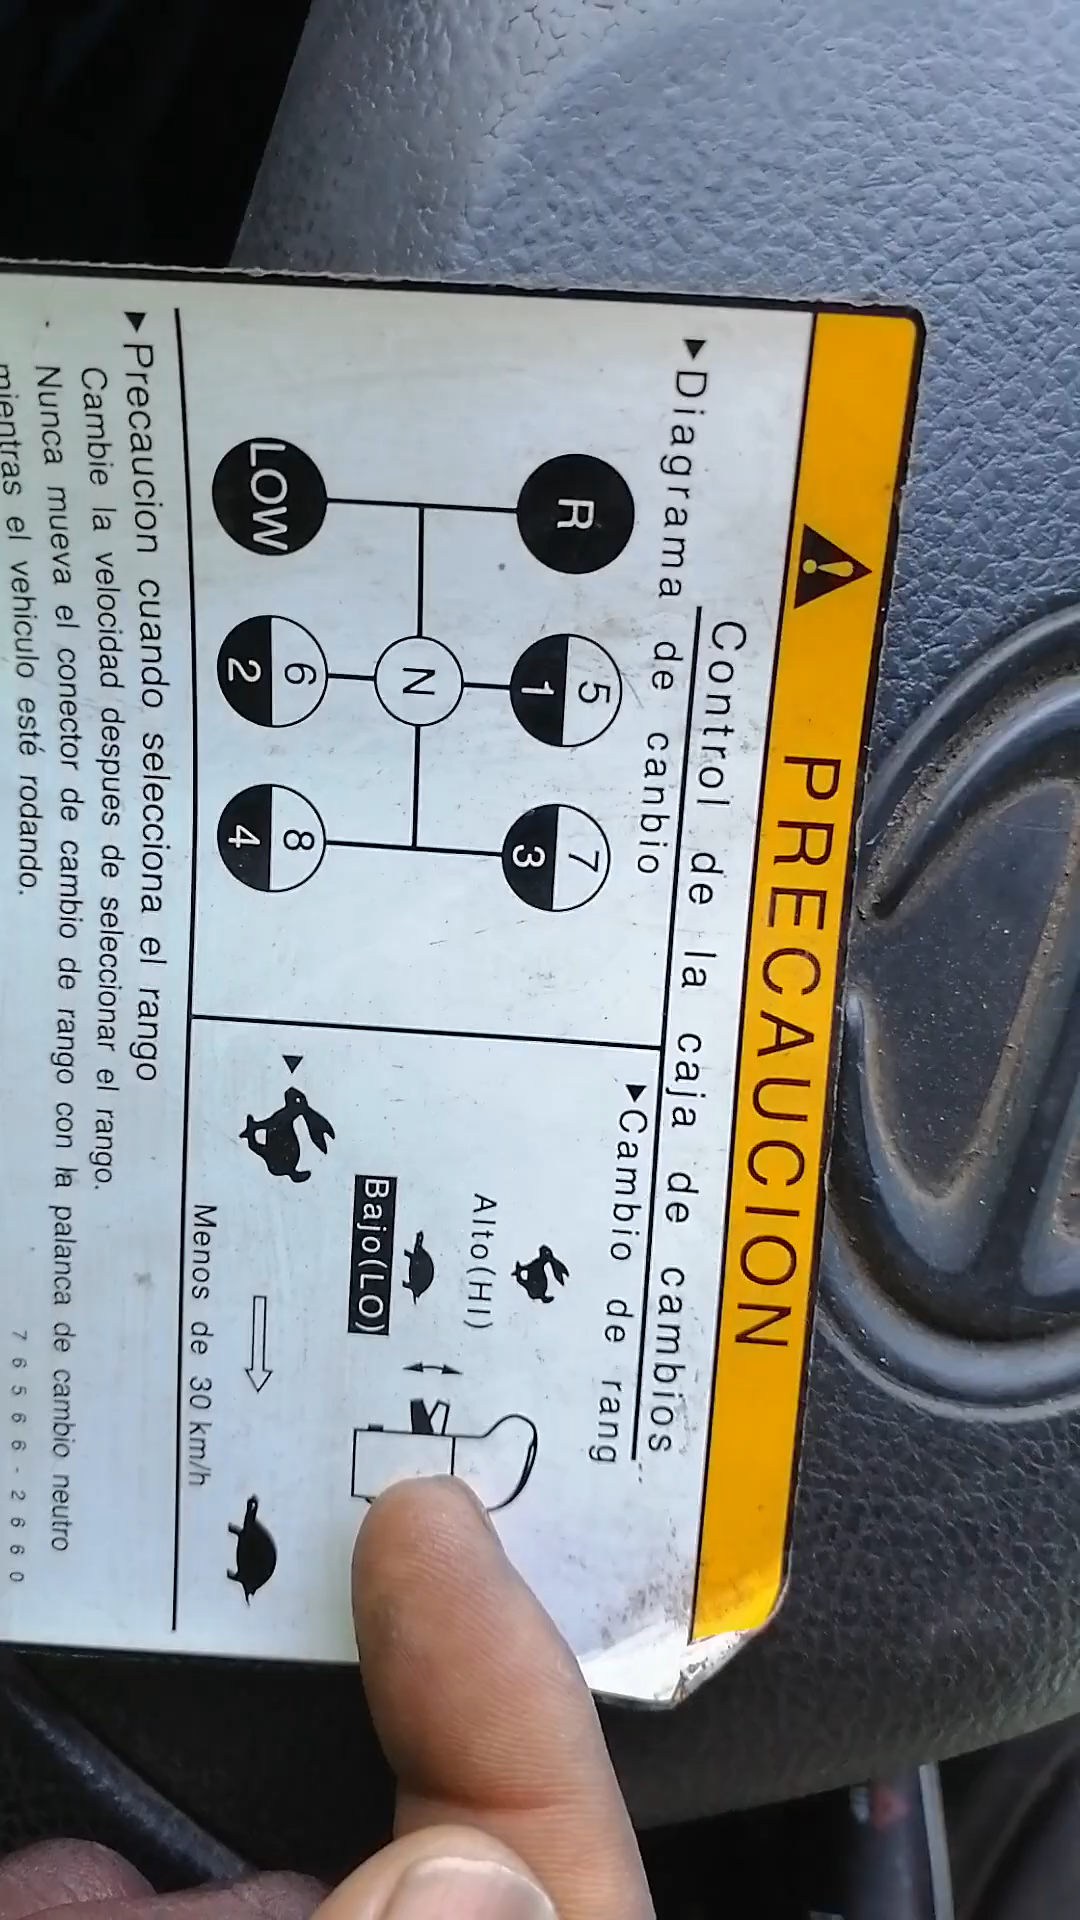 PRECAUCION
Control de la caja de cambios
▶Diagrama de canbio
R
5
1
7
3
N
LOW
6
2
8
4
▶Cambio de rang
Alto(HI)
Bajo(LO)
Menos de 30 km/h
▶Precaucion cuando selecciona el rango
Cambie la velocidad despues de seleccionar el rango.
Nunca mueva el conector de cambio de rango con la palanca de cambio neutro
mientras el vehiculo esté rodando.
76566-2660